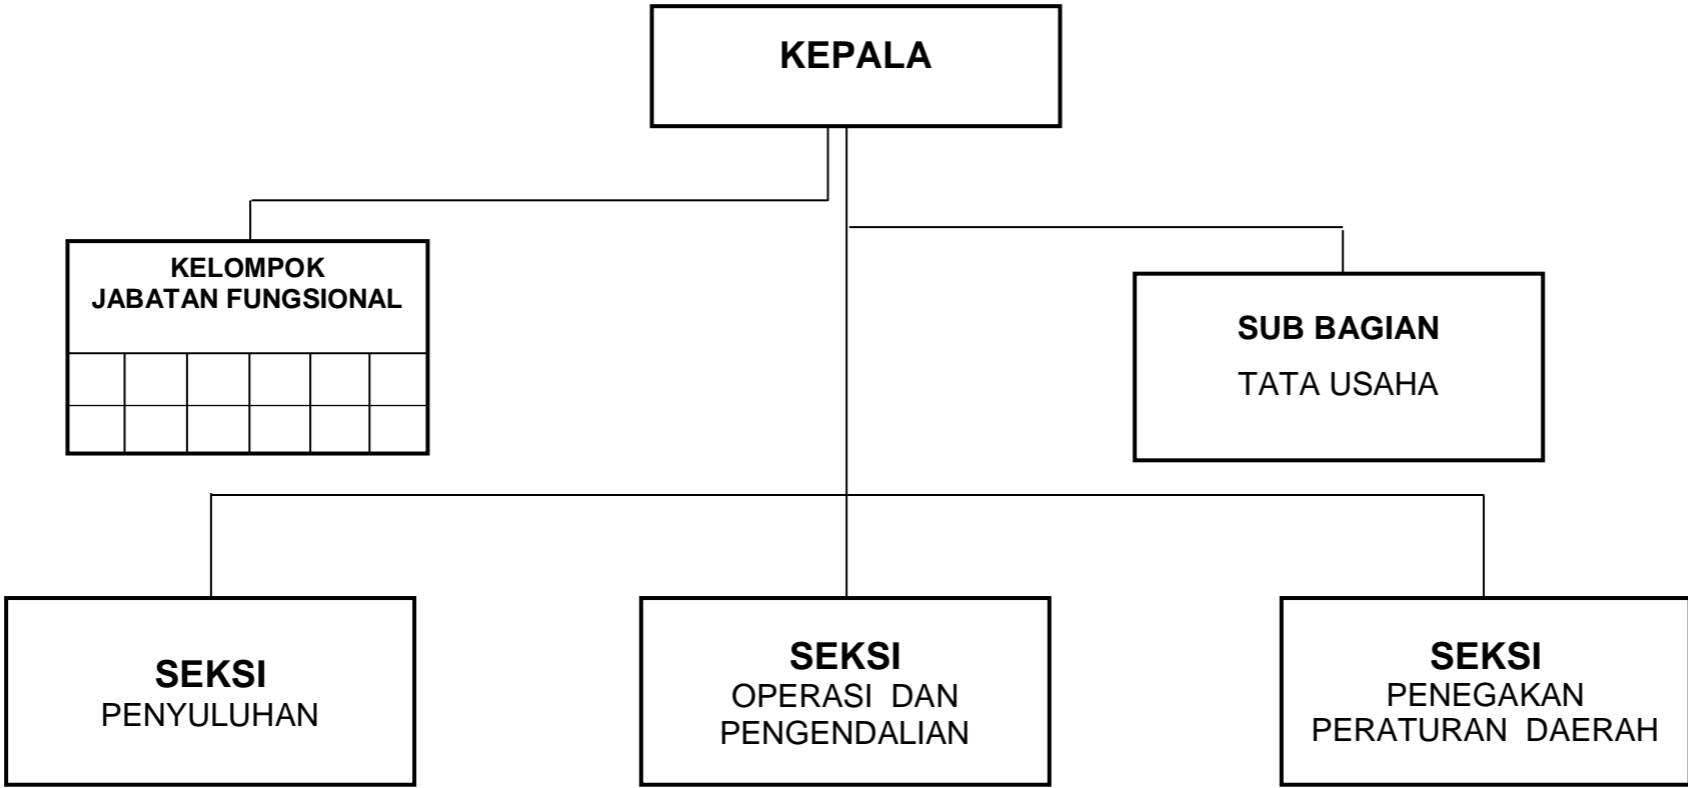 KEPALA
KELOMPOK
JABATAN FUNGSIONAL
SUB BAGIAN
TATA USAHA
SEKSI
PENYULUHAN
SEKSI
OPERASI DAN
PENGENDALIAN
SEKSI
PENEGAKAN
PERATURAN DAERAH